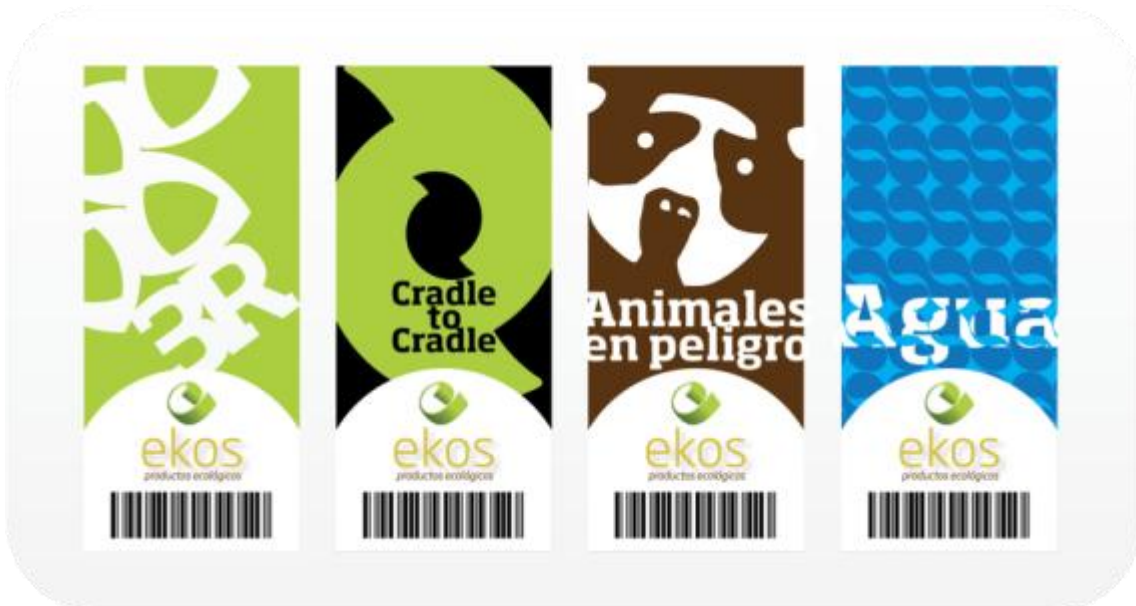 3R
ekos
productos ecológicos
Cradle
to
Cradle
ekos
productos ecológicos
Animales
en peligro
ekos
productos ecológicos
Agua
ekos
productos ecológicos